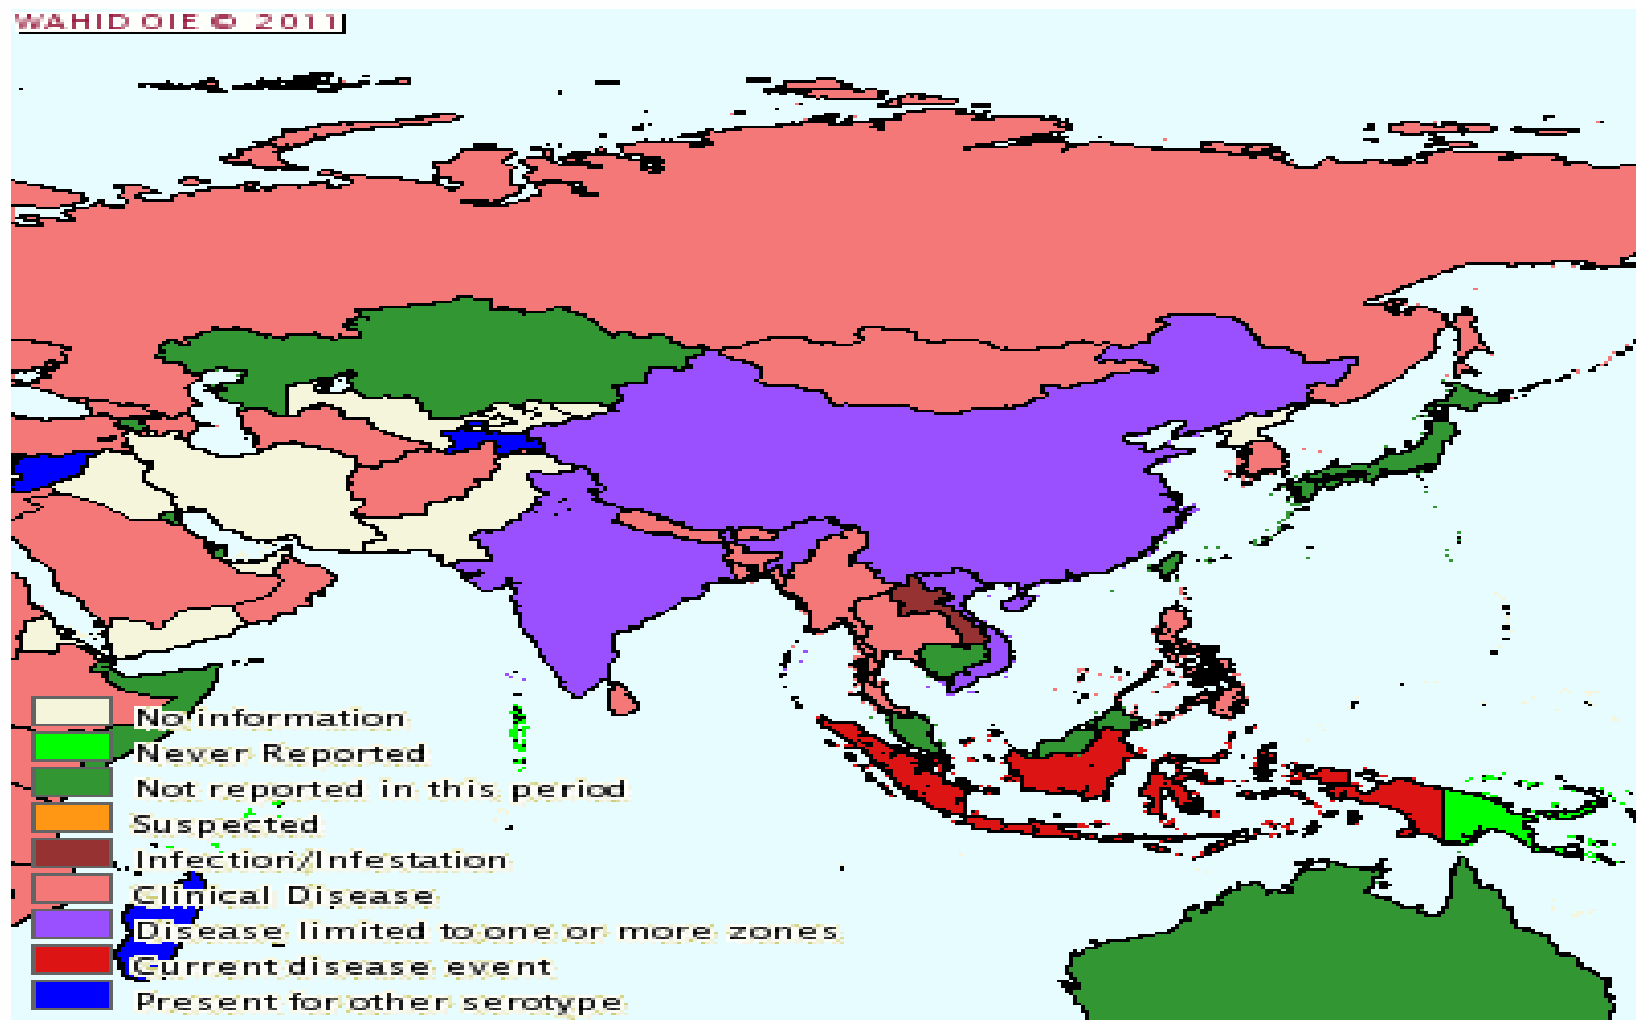 WAHID OIE © 2011
No information
Never Reported
Not reported in this period
Suspected
Infection/Infestation
Clinical Disease
Disease limited to one or more zones
Current disease event
Present for other serotype